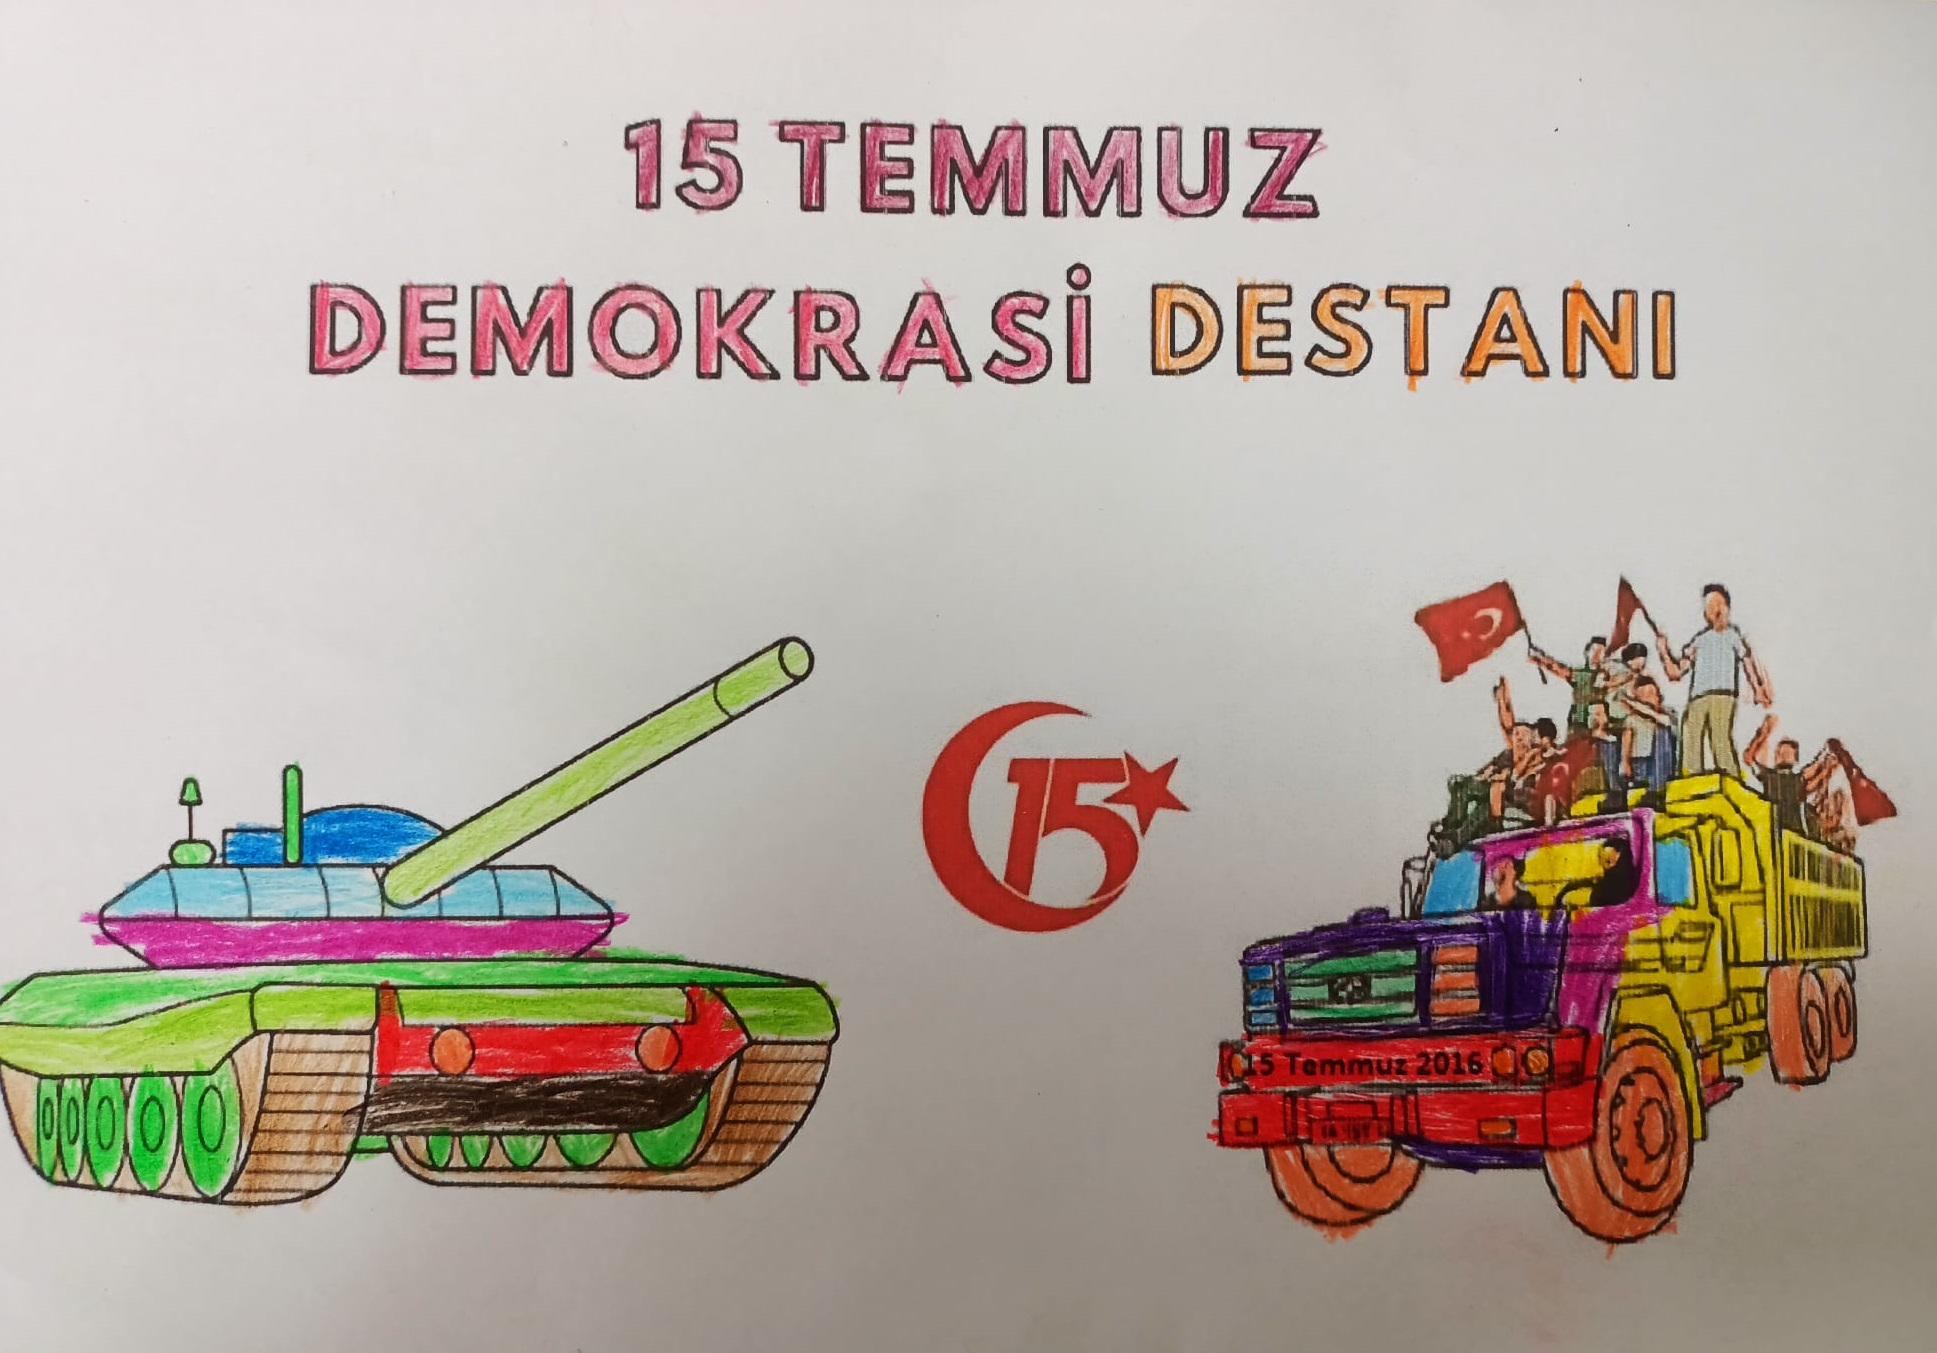 15 TEMMUZ
DEMOKRASİ DESTANI
15
15 Temmuz 2016